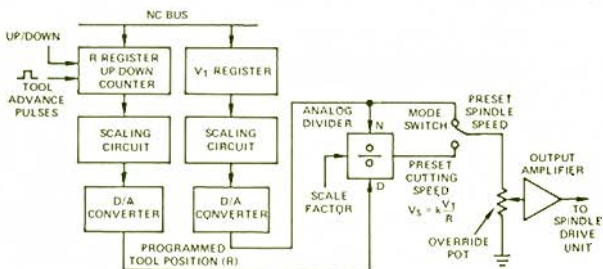 NC BUS
UP/DOWN
TOOL
ADVANCE
PULSES
R REGISTER
UP DOWN
COUNTER
V1 REGISTER
SCALING
CIRCUIT
SCALING
CIRCUIT
D/A
CONVERTER
D/A
CONVERTER
PROGRAMMED
TOOL POSITION (R)
ANALOG
DIVIDER
N
÷
D
SCALE
FACTOR
MODE
SWITCH
PRESET
SPINDLE
SPEED
PRESET
CUTTING
SPEED
VS = k V1/R
OVERRIDE
POT
OUTPUT
AMPLIFIER
TO
SPINDLE
DRIVE
UNIT